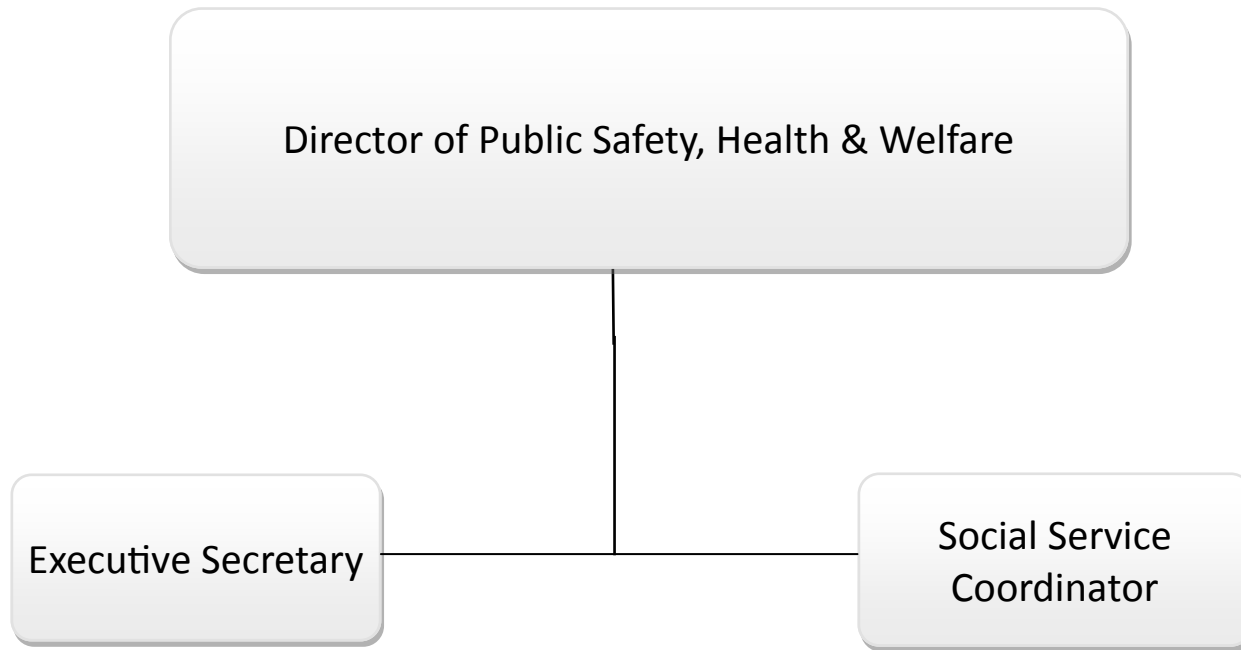 Director of Public Safety, Health & Welfare
Executive Secretary
Social Service
Coordinator